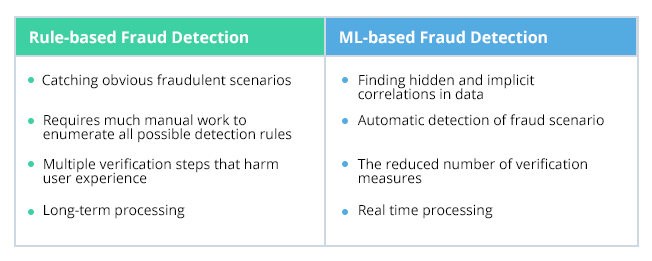 Rule-based Fraud Detection
ML-based Fraud Detection
Catching obvious fraudulent scenarios
Finding hidden and implicit
correlations in data
Requires much manual work to
enumerate all possible detection rules
Automatic detection of fraud scenario
Multiple verification steps that harm
user experience
The reduced number of verification
measures
Long-term processing
Real time processing